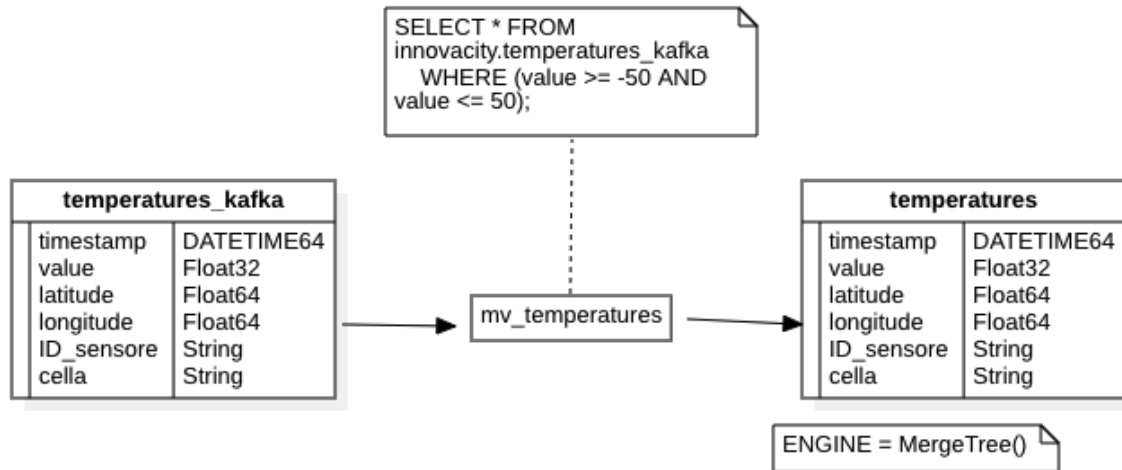 SELECT * FROM
innovacity.temperatures_kafka
WHERE (value >= -50 AND
value <= 50);
temperatures_kafka
timestamp DATETIME64
value Float32
latitude Float64
longitude Float64
ID_sensore String
cella String
mv_temperatures
temperatures
timestamp DATETIME64
value Float32
latitude Float64
longitude Float64
ID_sensore String
cella String
ENGINE = MergeTree()